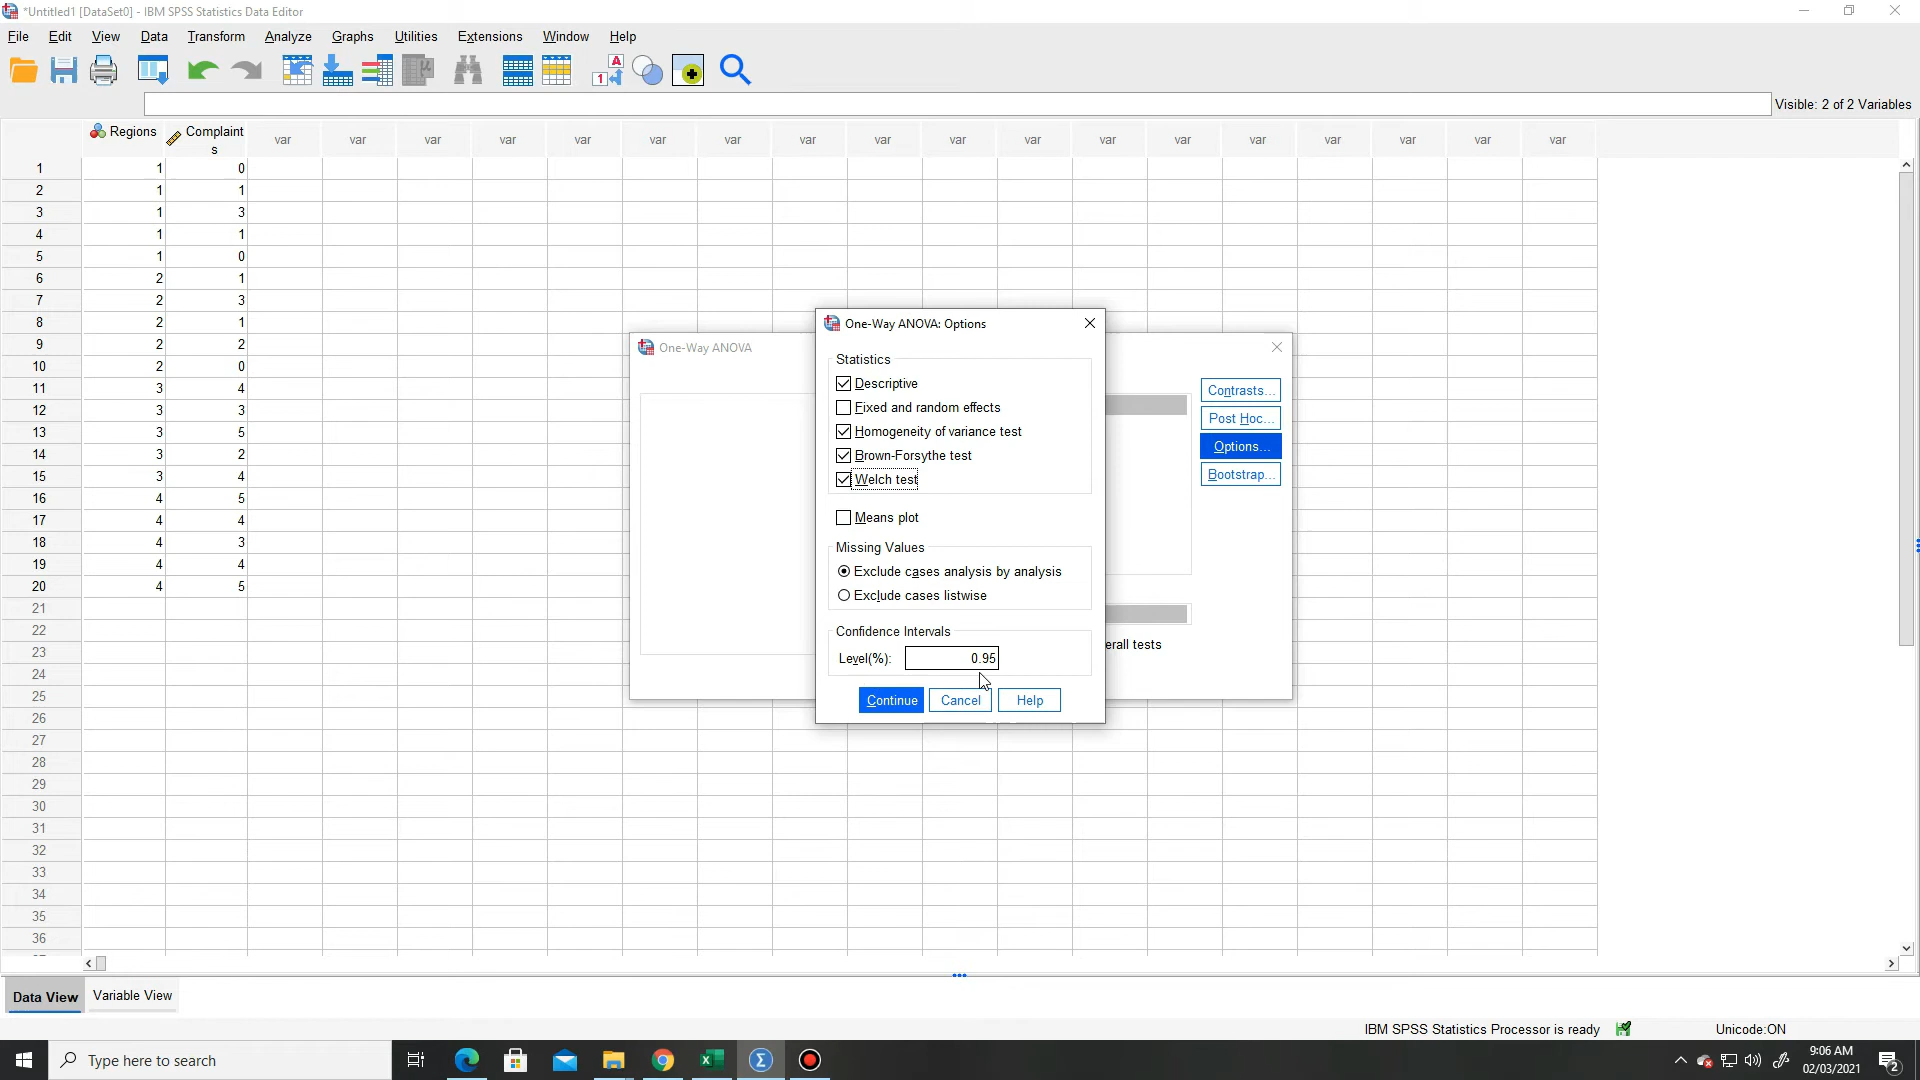 *Untitled1 [DataSet0] - IBM SPSS Statistics Data Editor
File Edit View Data Transform Analyze Graphs Utilities Extensions Window Help
1 A
Visible: 2 of 2 Variables
Regions Complaint var var var var var var var var var var var var var var var var var var
s
1 1 0
2 1 1
3 1 3
4 1 1
5 1 0
6 2 1
7 2 3
8 2 1
9 2 2
10 2 0
11 3 4
12 3 3
13 3 5
14 3 2
15 3 4
16 4 5
17 4 4
18 4 3
19 4 4
20 4 5
21
22
23
24
25
26
27
28
29
30
31
32
33
34
35
36
One-Way ANOVA
Contrasts...
Post Hoc...
Options...
Bootstrap...
erall tests
One-Way ANOVA: Options
Statistics
Descriptive
Fixed and random effects
Homogeneity of variance test
Brown-Forsythe test
Welch test
Means plot
Missing Values
Exclude cases analysis by analysis
Exclude cases listwise
Confidence Intervals
Level(%): 0.95
Continue Cancel Help
Data View Variable View
IBM SPSS Statistics Processor is ready Unicode:ON
Type here to search
9:06 AM
02/03/2021
2